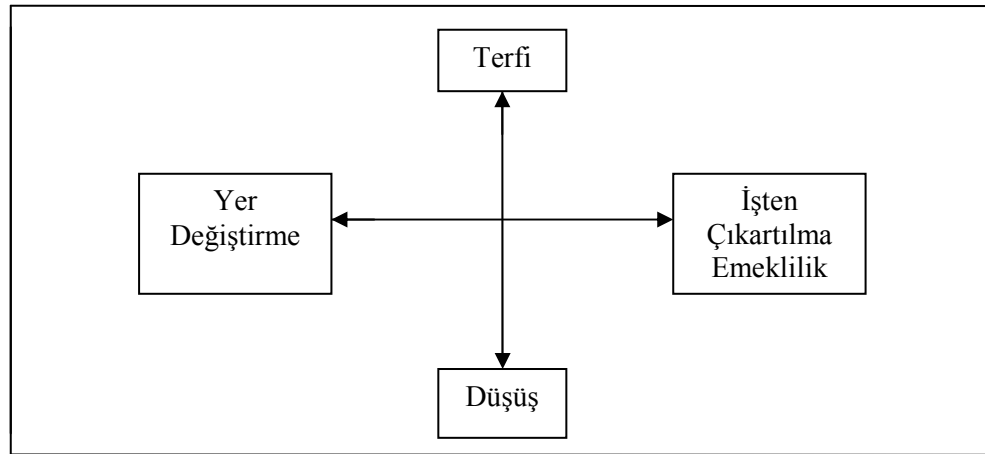 Terfi
Yer
Değiştirme
İşten
Çıkartılma
Emeklilik
Düşüş